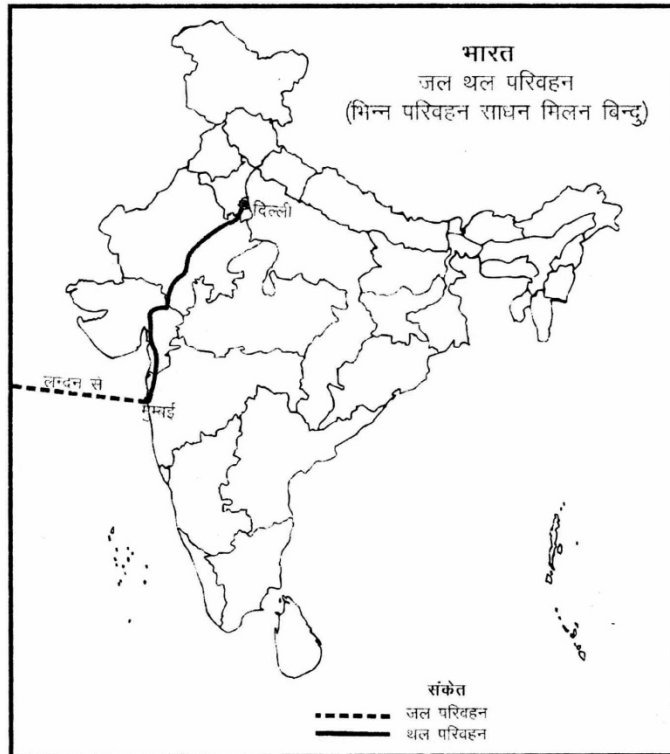 भारत
जल थल परिवहन
(भिन्न परिवहन साधन मिलन बिन्दु)
दिल्ली
लन्दन से
मुम्बई
संकेत
जल परिवहन
थल परिवहन